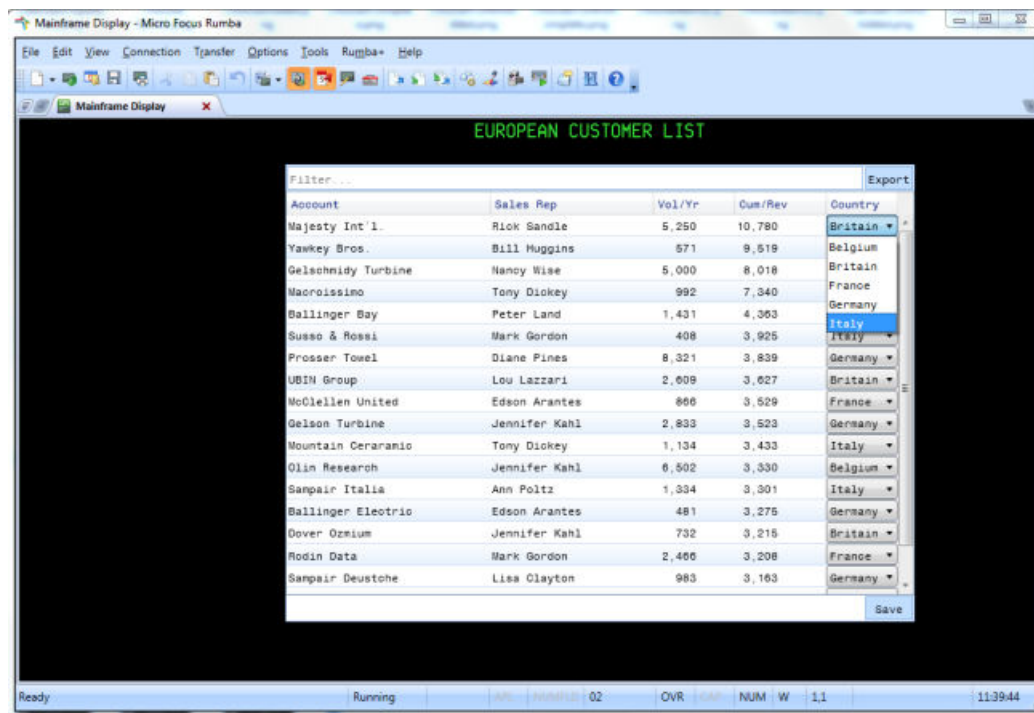 Mainframe Display - Micro Focus Rumba
File Edit View Connection Transfer Options Tools Rumba+ Help
Mainframe Display x
EUROPEAN CUSTOMER LIST
Filter... Export
Account Sales Rep Vol/Yr Cum/Rev Country
Majesty Int'l. Rick Sandle 5,250 10,780 Britain
Yawkey Bros. Bill Huggins 571 9,519 Belgium
Gelschmidy Turbine Nancy Wise 5,000 8,018 Britain
Macroissimo Tony Dickey 992 7,340 France
Ballinger Bay Peter Land 1,431 4,363 Germany
Italy
Susso & Rossi Mark Gordon 408 3,925 Italy
Prosser Towel Diane Pines 8,321 3,839 Germany
UBIN Group Lou Lazzari 2,609 3,627 Britain
McClellen United Edson Arantes 866 3,529 France
Gelson Turbine Jennifer Kahl 2,833 3,523 Germany
Mountain Ceraramic Tony Dickey 1,134 3,433 Italy
Olin Research Jennifer Kahl 6,502 3,330 Belgium
Sampair Italia Ann Poltz 1,334 3,301 Italy
Ballinger Electric Edson Arantes 481 3,275 Germany
Dover Ozmium Jennifer Kahl 732 3,215 Britain
Rodin Data Mark Gordon 2,466 3,208 France
Sampair Deustche Lisa Clayton 983 3,163 Germany
Save
Ready Running 02 OVR NUM W 1,1 11:39:44